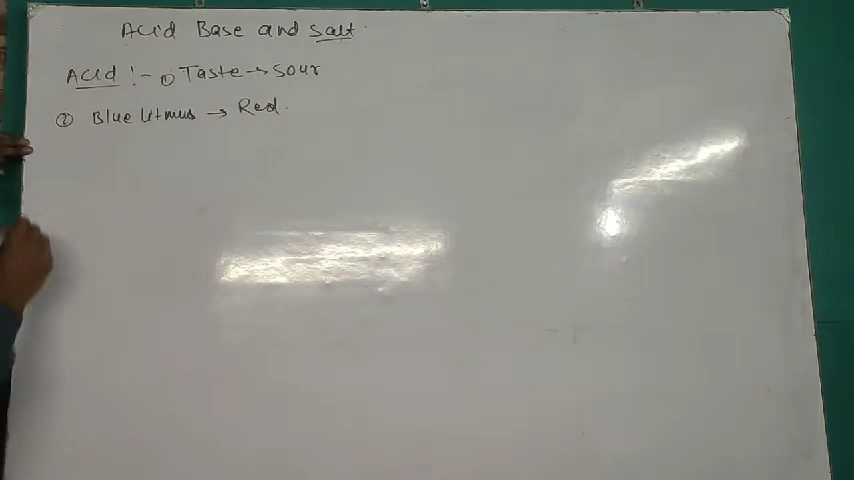 Acid Base and Salt
Acid :- ① Taste → Sour
② Blue Litmus → Red.